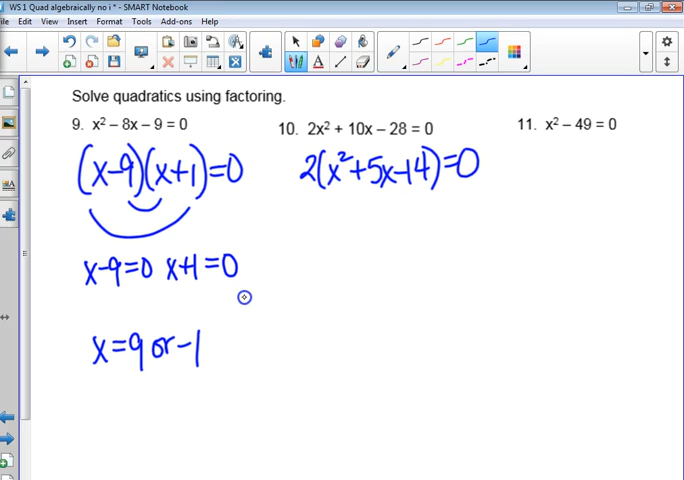 WS 1 Quad algebraically no i * - SMART Notebook
File Edit View Insert Format Tools Add-ons Help
Solve quadratics using factoring.
9. x² – 8x – 9 = 0
10. 2x² + 10x – 28 = 0
11. x² – 49 = 0
(x-9)(x+1)=0
2(x²+5x-14)=0
x-9=0 x+1=0
x=9 or -1